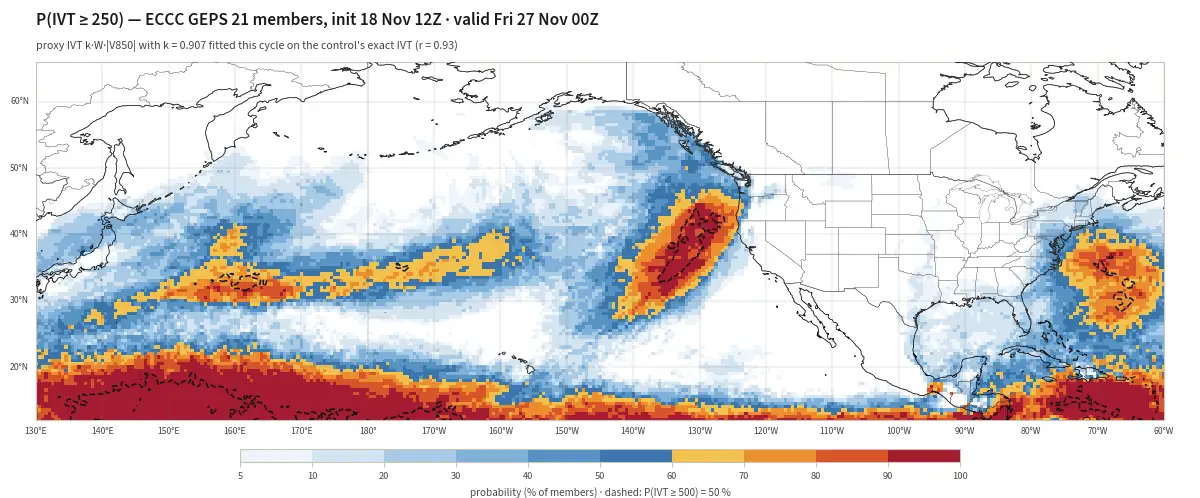 P(IVT ≥ 250) — ECCC GEPS 21 members, init 18 Nov 12Z · valid Fri 27 Nov 00Z
proxy IVT k·W·|V850| with k = 0.907 fitted this cycle on the control's exact IVT (r = 0.93)
60°N
50°N
40°N
30°N
20°N
130°E 140°E 150°E 160°E 170°E 180° 170°W 160°W 150°W 140°W 130°W 120°W 110°W 100°W 90°W 80°W 70°W 60°W
5 10 20 30 40 50 60 70 80 90 100
probability (% of members) · dashed: P(IVT ≥ 500) = 50 %